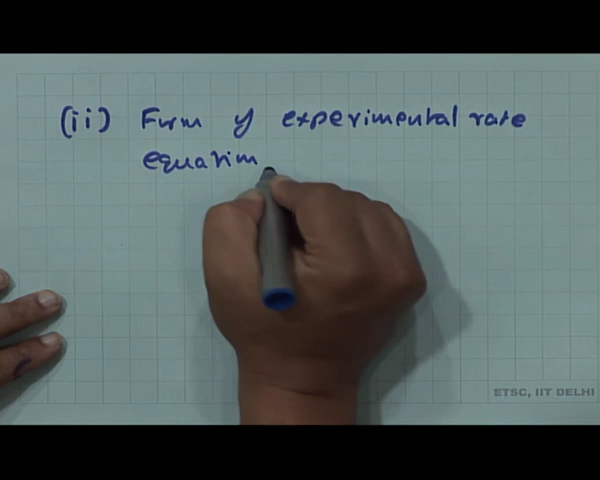 (ii) Form of experimental rate
equation
ETSC, IIT DELHI